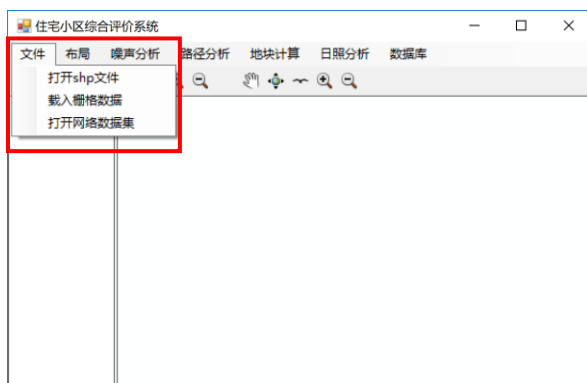 住宅小区综合评价系统
文件 布局 噪声分析 路径分析 地块计算 日照分析 数据库
打开shp文件
载入栅格数据
打开网络数据集